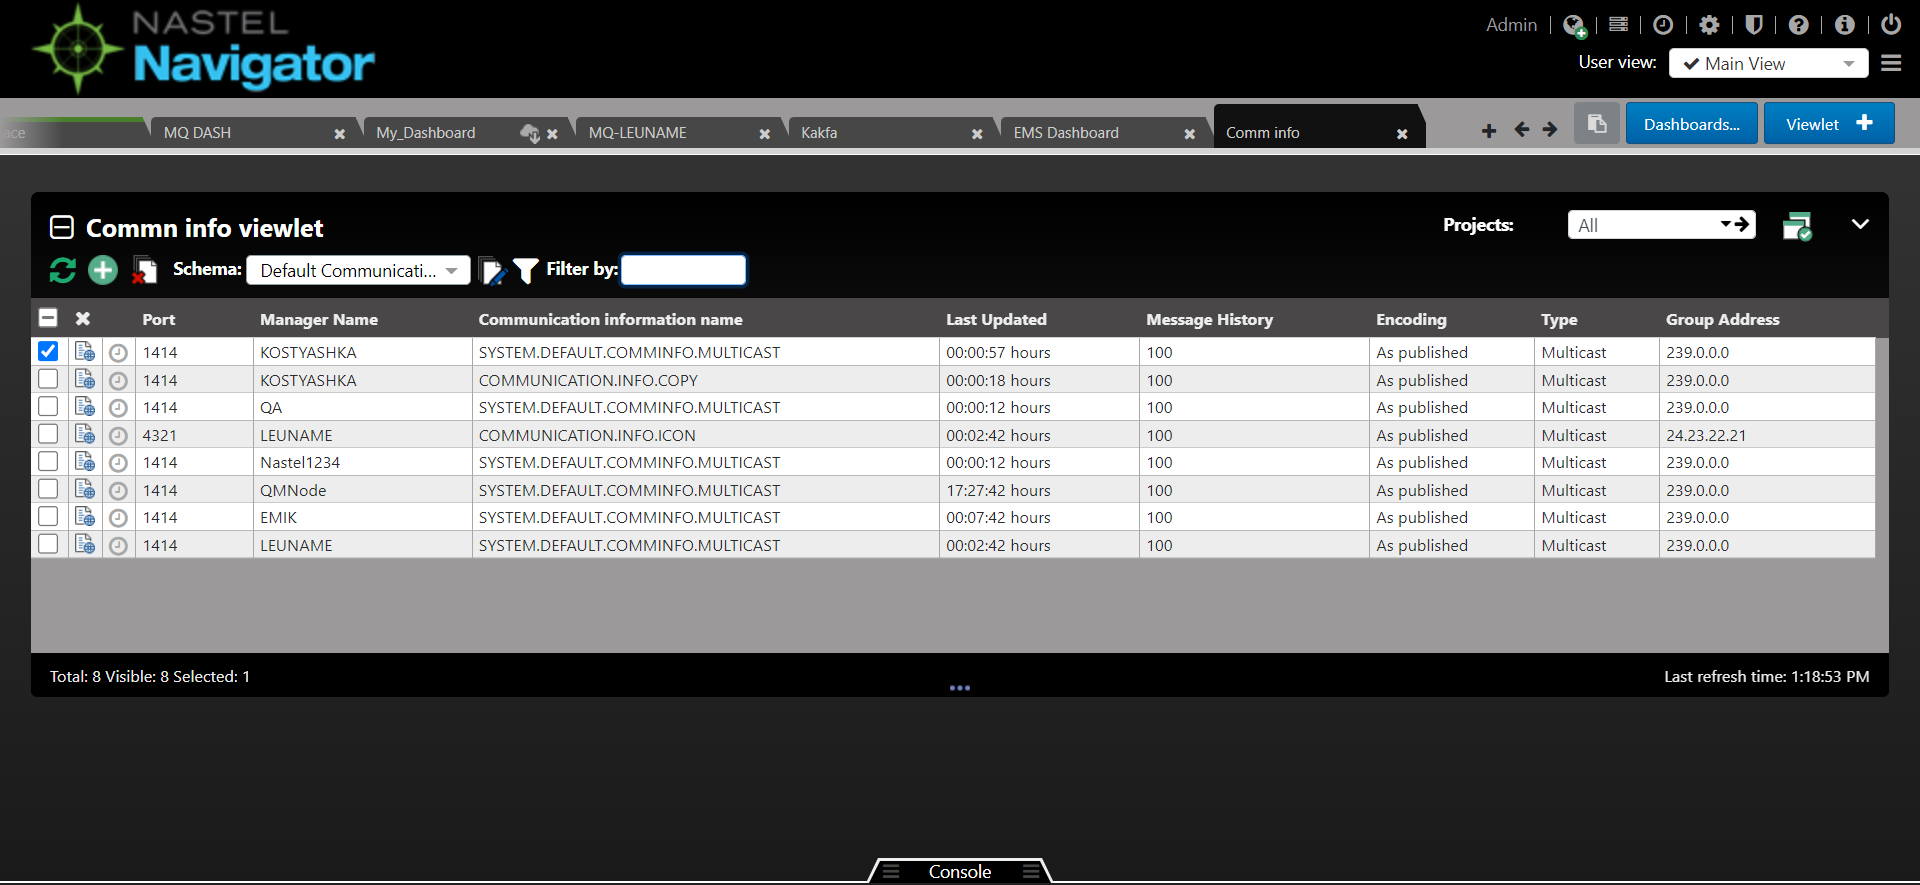 NASTEL
Navigator
Admin
User view: Main View
ace
MQ DASH
My_Dashboard
MQ-LEUNAME
Kakfa
EMS Dashboard
Comm info
Dashboards...
Viewlet
Commn info viewlet
Projects: All
Schema: Default Communicati... Filter by:
Port Manager Name Communication information name Last Updated Message History Encoding Type Group Address
1414 KOSTYASHKA SYSTEM.DEFAULT.COMMINFO.MULTICAST 00:00:57 hours 100 As published Multicast 239.0.0.0
1414 KOSTYASHKA COMMUNICATION.INFO.COPY 00:00:18 hours 100 As published Multicast 239.0.0.0
1414 QA SYSTEM.DEFAULT.COMMINFO.MULTICAST 00:00:12 hours 100 As published Multicast 239.0.0.0
4321 LEUNAME COMMUNICATION.INFO.ICON 00:02:42 hours 100 As published Multicast 24.23.22.21
1414 Nastel1234 SYSTEM.DEFAULT.COMMINFO.MULTICAST 00:00:12 hours 100 As published Multicast 239.0.0.0
1414 QMNode SYSTEM.DEFAULT.COMMINFO.MULTICAST 17:27:42 hours 100 As published Multicast 239.0.0.0
1414 EMIK SYSTEM.DEFAULT.COMMINFO.MULTICAST 00:07:42 hours 100 As published Multicast 239.0.0.0
1414 LEUNAME SYSTEM.DEFAULT.COMMINFO.MULTICAST 00:02:42 hours 100 As published Multicast 239.0.0.0
Total: 8 Visible: 8 Selected: 1
Last refresh time: 1:18:53 PM
Console